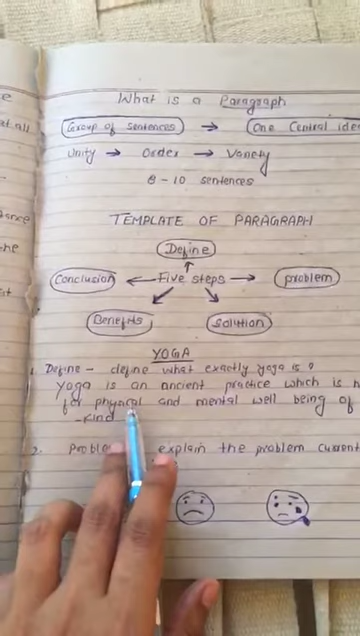 What is a Paragraph
Group of sentences → One Central
Unity → Order → Variety
8-10 sentences
TEMPLATE OF PARAGRAPH
Define
Conclusion ← Five steps → problem
Benefits Solution
YOGA
1. Define - define what exactly yoga is?
Yoga is an ancient practice which is
for physical and mental well being of
-kind
2. explain the problem current